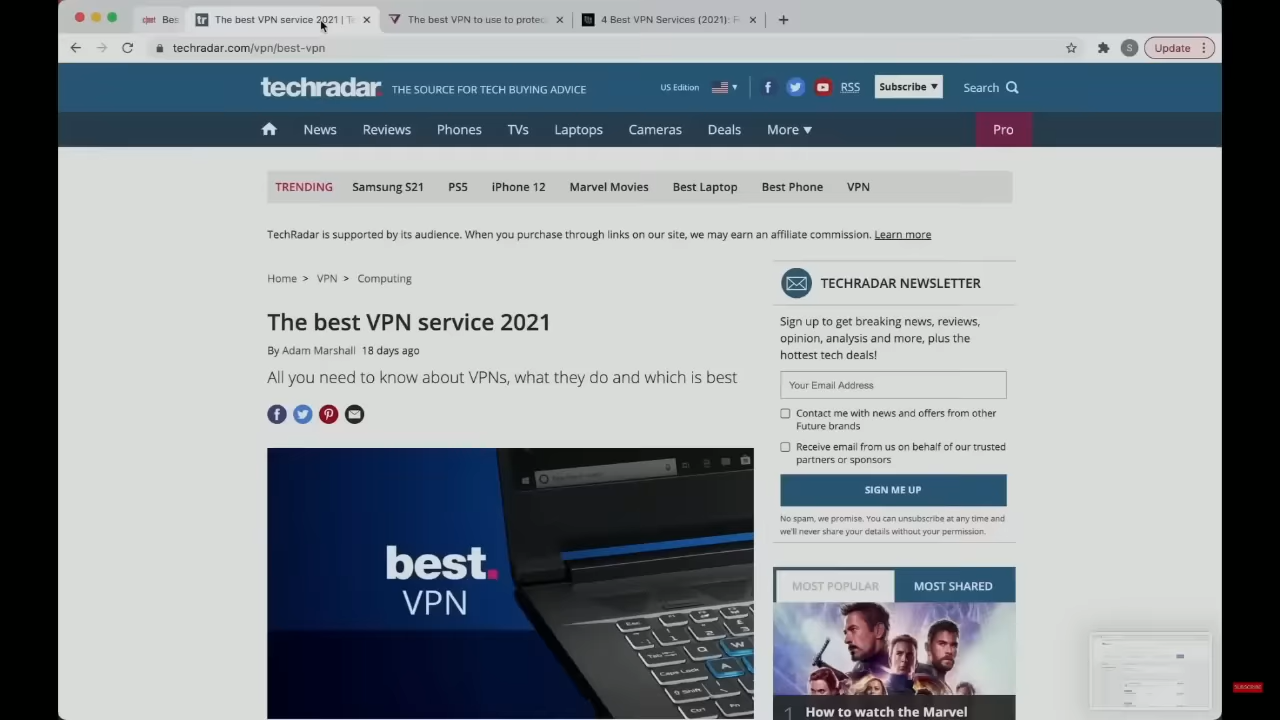 cnet Bes
tr The best VPN service 2021 | T
The best VPN to use to protec
4 Best VPN Services (2021): R
techradar.com/vpn/best-vpn
S
Update
techradar.
THE SOURCE FOR TECH BUYING ADVICE
US Edition
RSS
Subscribe
Search
News
Reviews
Phones
TVs
Laptops
Cameras
Deals
More
Pro
TRENDING
Samsung S21
PS5
iPhone 12
Marvel Movies
Best Laptop
Best Phone
VPN
TechRadar is supported by its audience. When you purchase through links on our site, we may earn an affiliate commission. Learn more
Home > VPN > Computing
The best VPN service 2021
By Adam Marshall 18 days ago
All you need to know about VPNs, what they do and which is best
best.
VPN
TECHRADAR NEWSLETTER
Sign up to get breaking news, reviews,
opinion, analysis and more, plus the
hottest tech deals!
Your Email Address
Contact me with news and offers from other
Future brands
Receive email from us on behalf of our trusted
partners or sponsors
SIGN ME UP
No spam, we promise. You can unsubscribe at any time and
we'll never share your details without your permission.
MOST POPULAR
MOST SHARED
1 How to watch the Marvel
SUBSCRIBE